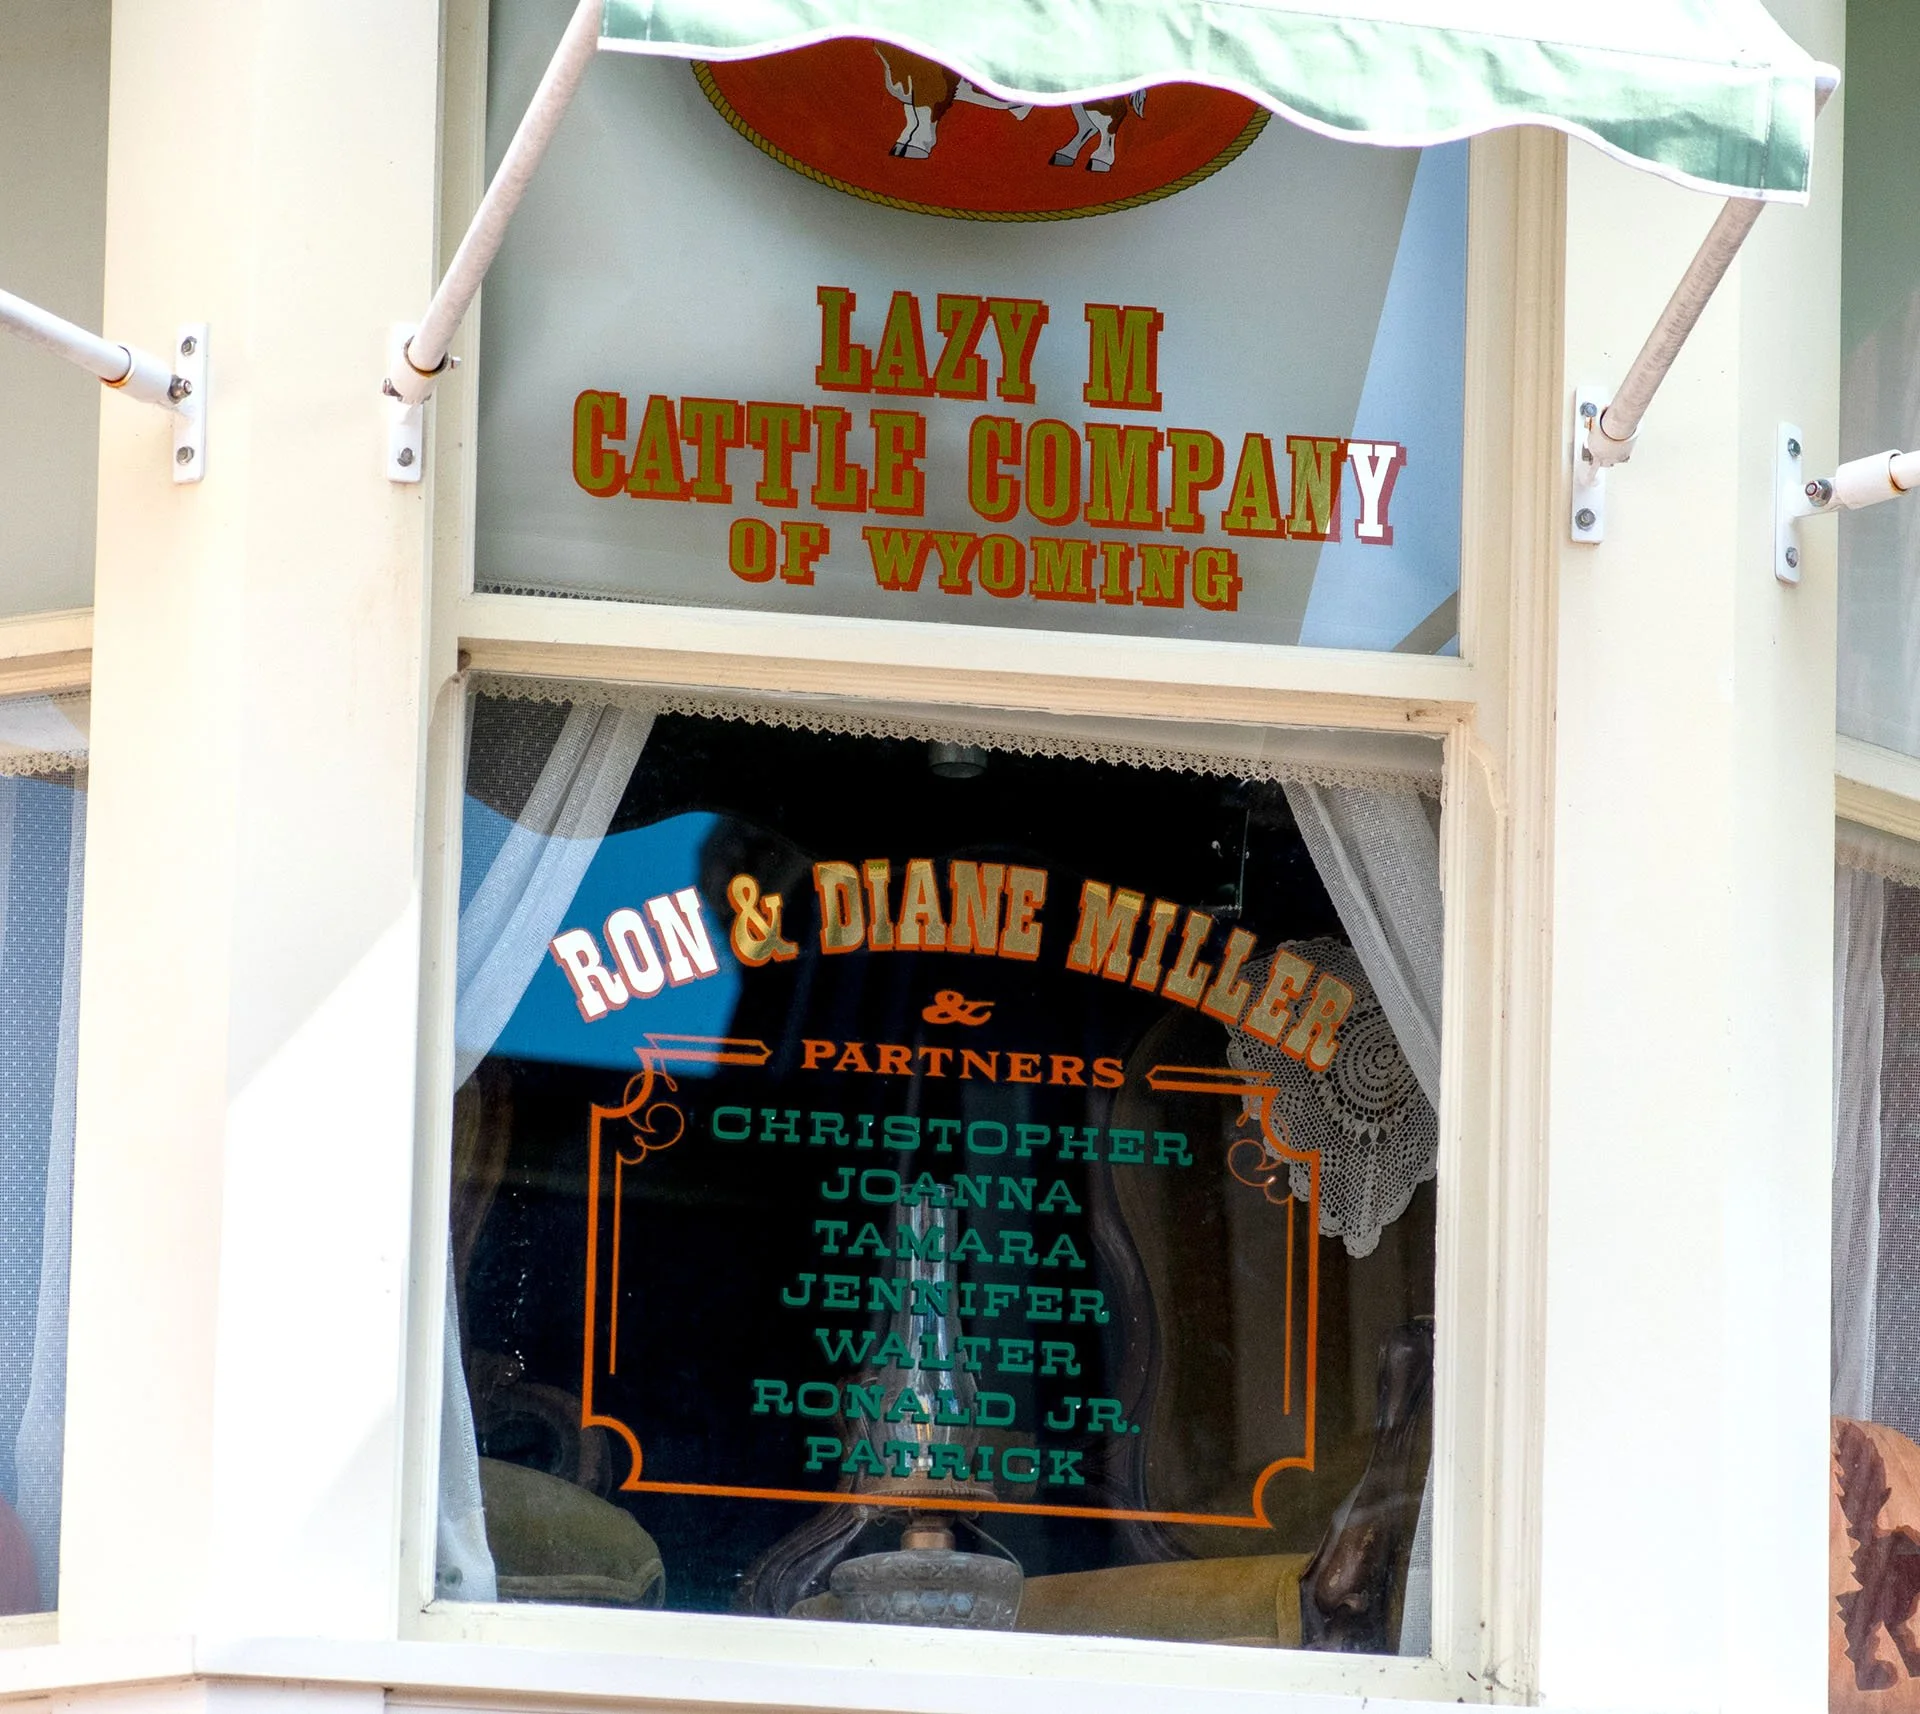 LAZY M
CATTLE COMPANY
OF WYOMING
RON & DIANE MILLER
&
PARTNERS
CHRISTOPHER
JOANNA
TAMARA
JENNIFER
WALTER
RONALD JR.
PATRICK